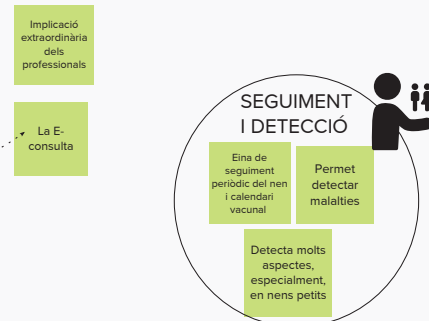 Implicació
extraordinària
dels
professionals
La E-
consulta
SEGUIMENT
I DETECCIÓ
Eina de
seguiment
periòdic del nen
i calendari
vacunal
Permet
detectar
malalties
Detecta molts
aspectes,
especialment,
en nens petits